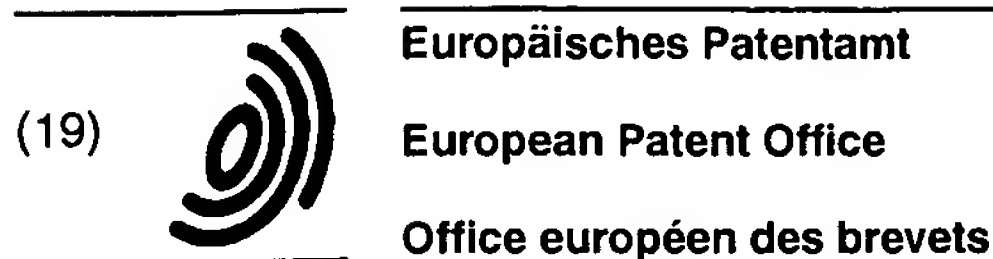 (19)
Europäisches Patentamt
European Patent Office
Office européen des brevets